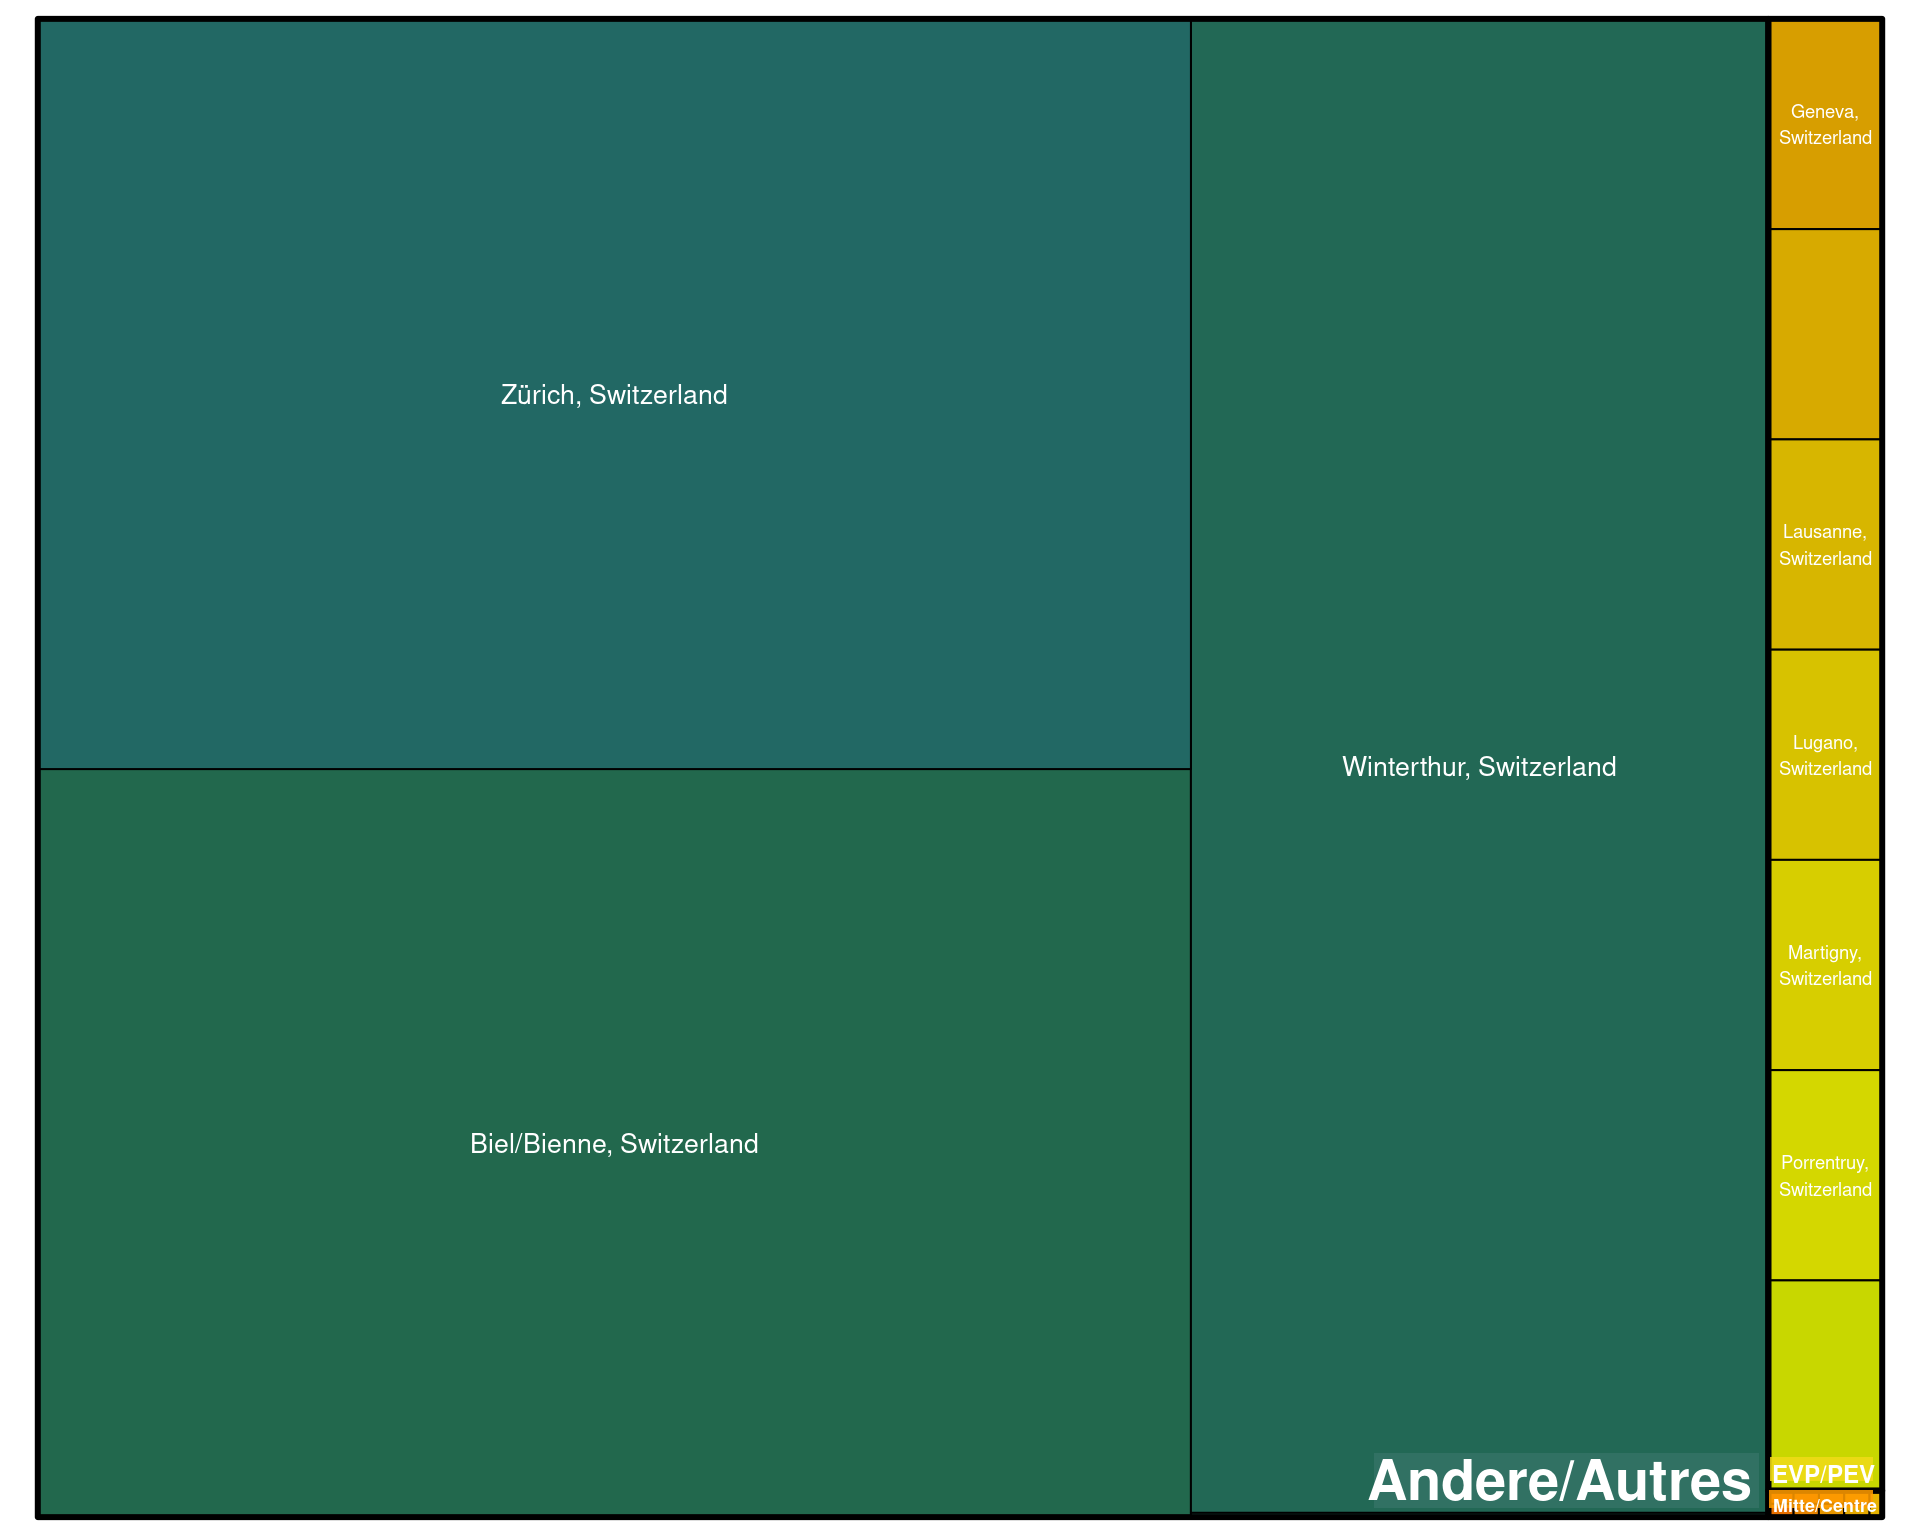 Zürich, Switzerland
Biel/Bienne, Switzerland
Winterthur, Switzerland
Andere/Autres
Geneva,
Switzerland
Lausanne,
Switzerland
Lugano,
Switzerland
Martigny,
Switzerland
Porrentruy,
Switzerland
EVP/PEV
Mitte/Centre